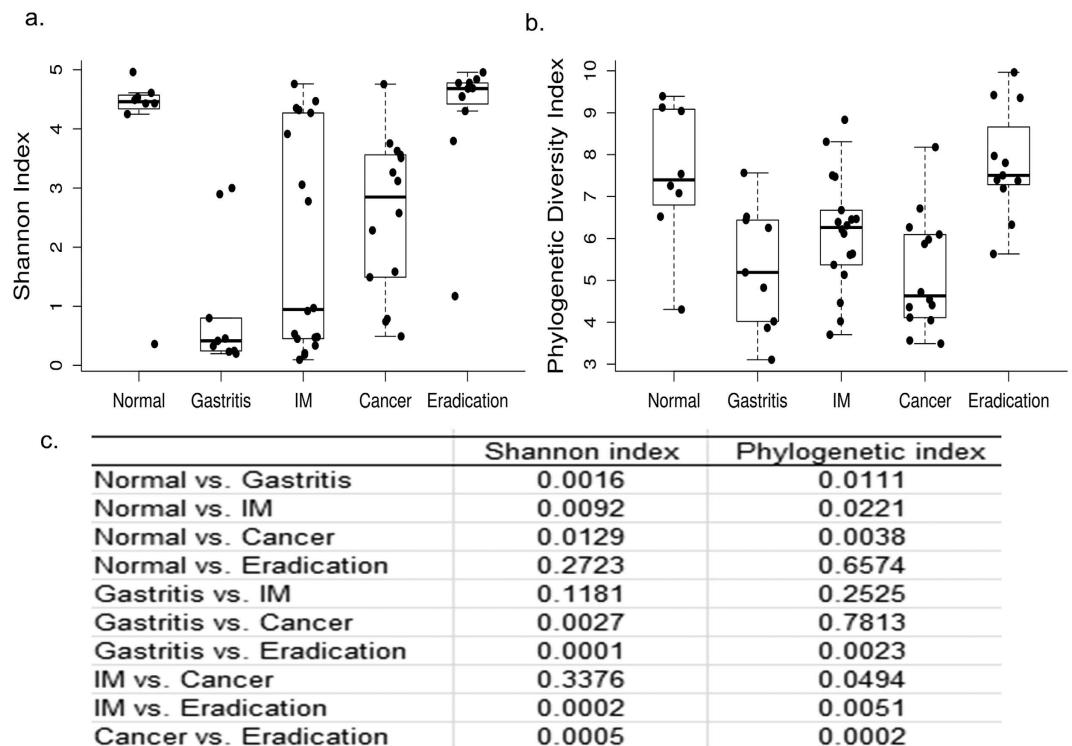 a.
b.
Shannon Index
5
4
3
2
1
0
Normal Gastritis IM Cancer Eradication
Phylogenetic Diversity Index
10
9
8
7
6
5
4
3
Normal Gastritis IM Cancer Eradication
c.
Shannon index Phylogenetic index
Normal vs. Gastritis 0.0016 0.0111
Normal vs. IM 0.0092 0.0221
Normal vs. Cancer 0.0129 0.0038
Normal vs. Eradication 0.2723 0.6574
Gastritis vs. IM 0.1181 0.2525
Gastritis vs. Cancer 0.0027 0.7813
Gastritis vs. Eradication 0.0001 0.0023
IM vs. Cancer 0.3376 0.0494
IM vs. Eradication 0.0002 0.0051
Cancer vs. Eradication 0.0005 0.0002